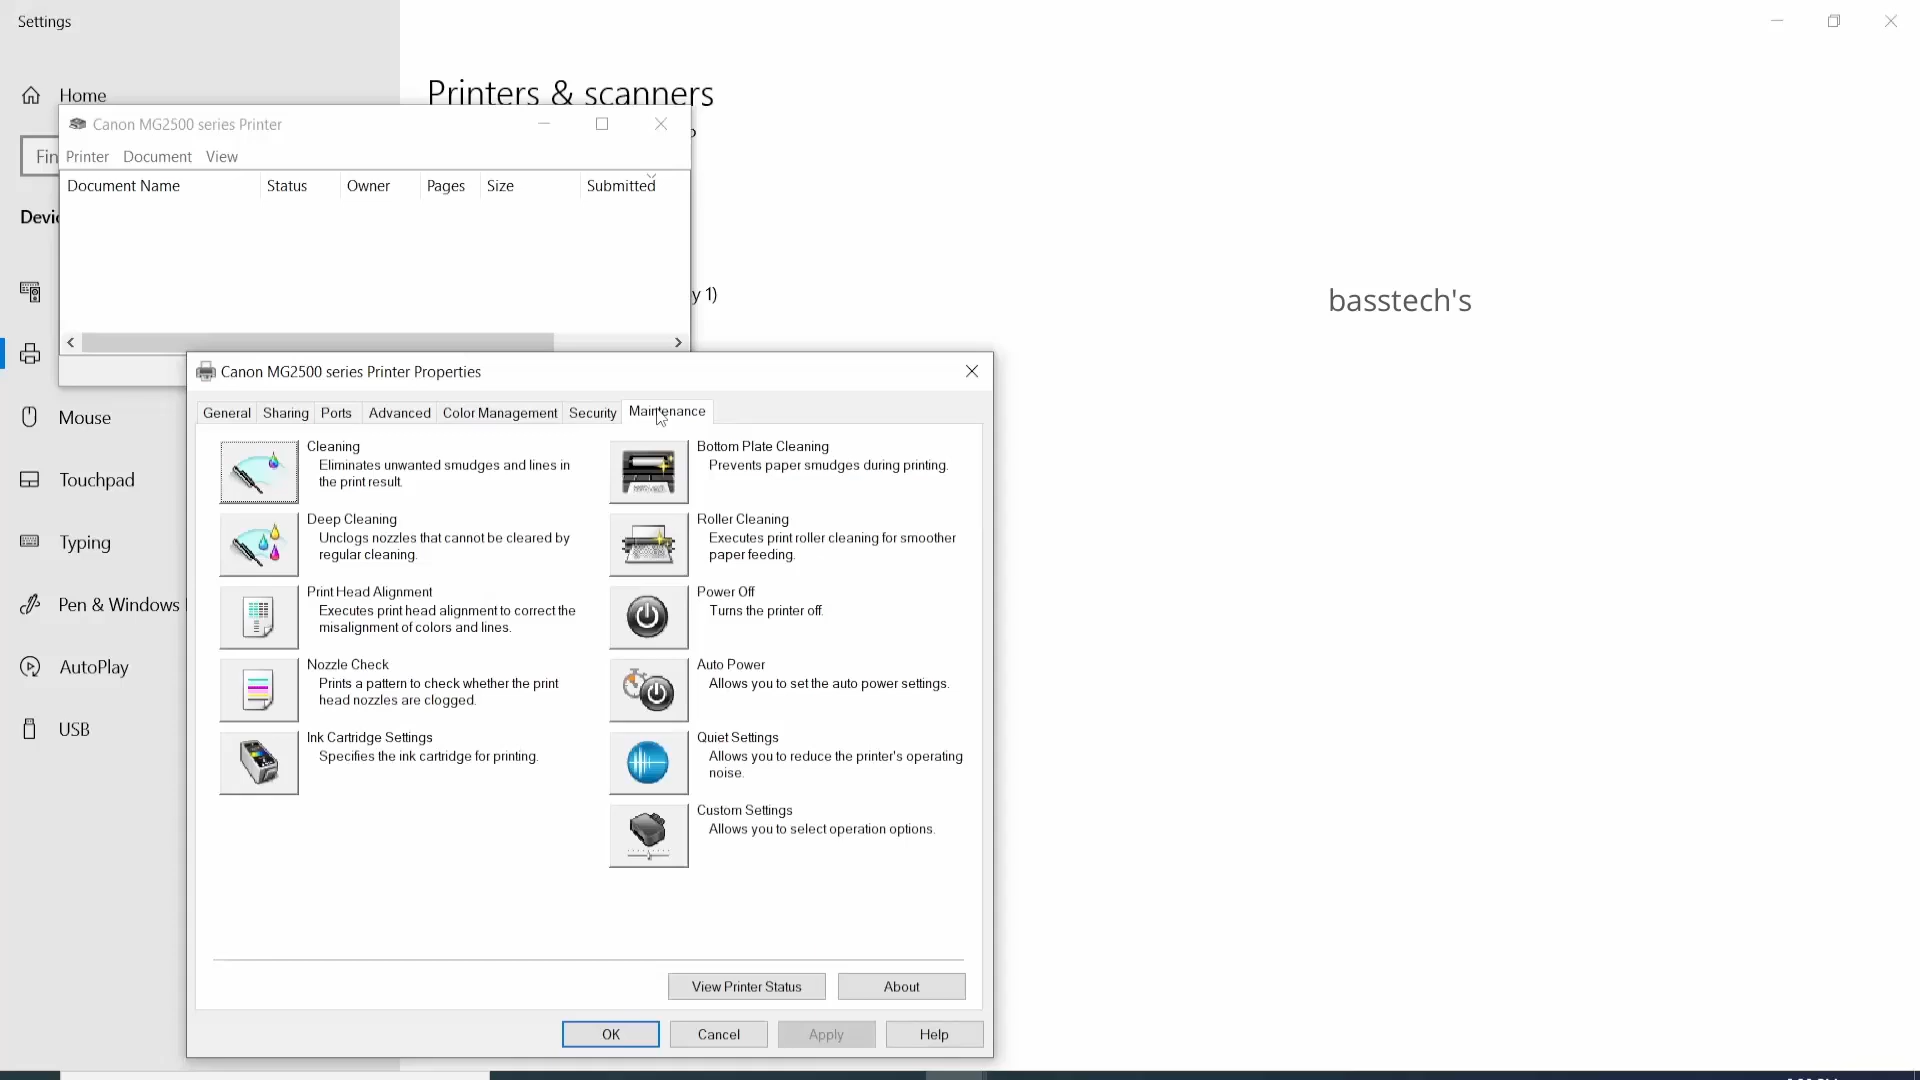 Settings
Home
Printers & scanners
Canon MG2500 series Printer
Fin
Printer Document View
Document Name Status Owner Pages Size Submitted
Devic
y 1)
basstech's
Canon MG2500 series Printer Properties
General Sharing Ports Advanced Color Management Security Maintenance
Mouse
Touchpad
Typing
Pen & Windows
AutoPlay
USB
Cleaning
Eliminates unwanted smudges and lines in
the print result.
Deep Cleaning
Unclogs nozzles that cannot be cleared by
regular cleaning.
Print Head Alignment
Executes print head alignment to correct the
misalignment of colors and lines.
Nozzle Check
Prints a pattern to check whether the print
head nozzles are clogged.
Ink Cartridge Settings
Specifies the ink cartridge for printing.
Bottom Plate Cleaning
Prevents paper smudges during printing.
Roller Cleaning
Executes print roller cleaning for smoother
paper feeding.
Power Off
Turns the printer off.
Auto Power
Allows you to set the auto power settings.
Quiet Settings
Allows you to reduce the printer's operating
noise.
Custom Settings
Allows you to select operation options.
View Printer Status About
OK Cancel Apply Help